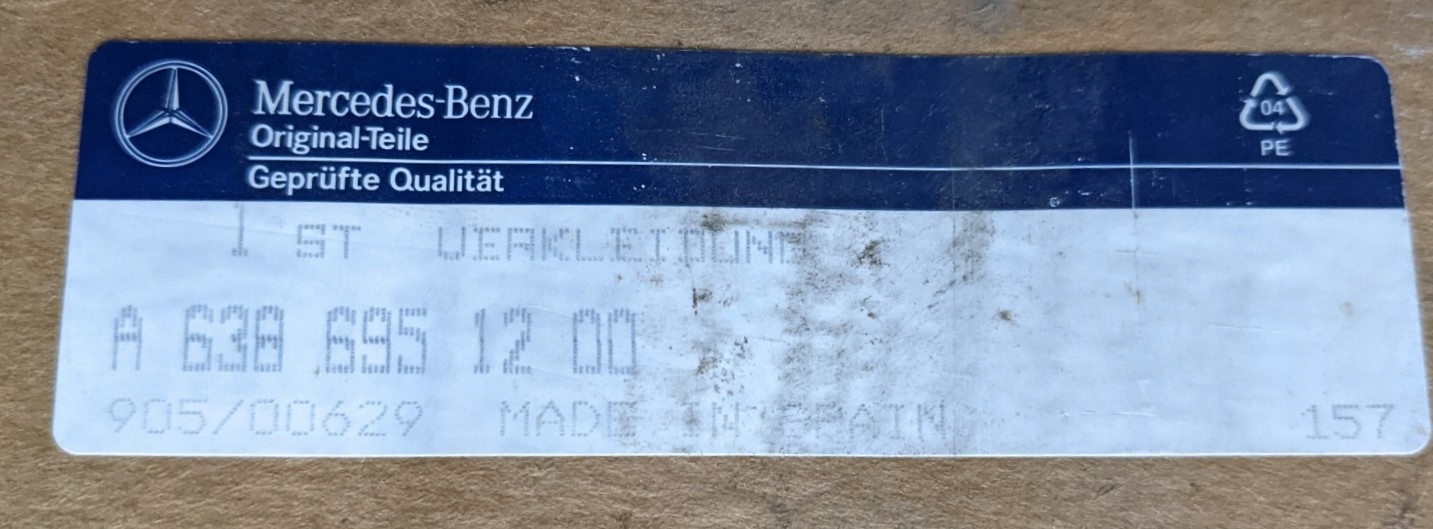 Mercedes-Benz
Original-Teile
Geprüfte Qualität
04
PE
1 ST VERKLEIDUNG
A 638 695 12 00
905/00629 MADE IN SPAIN 157